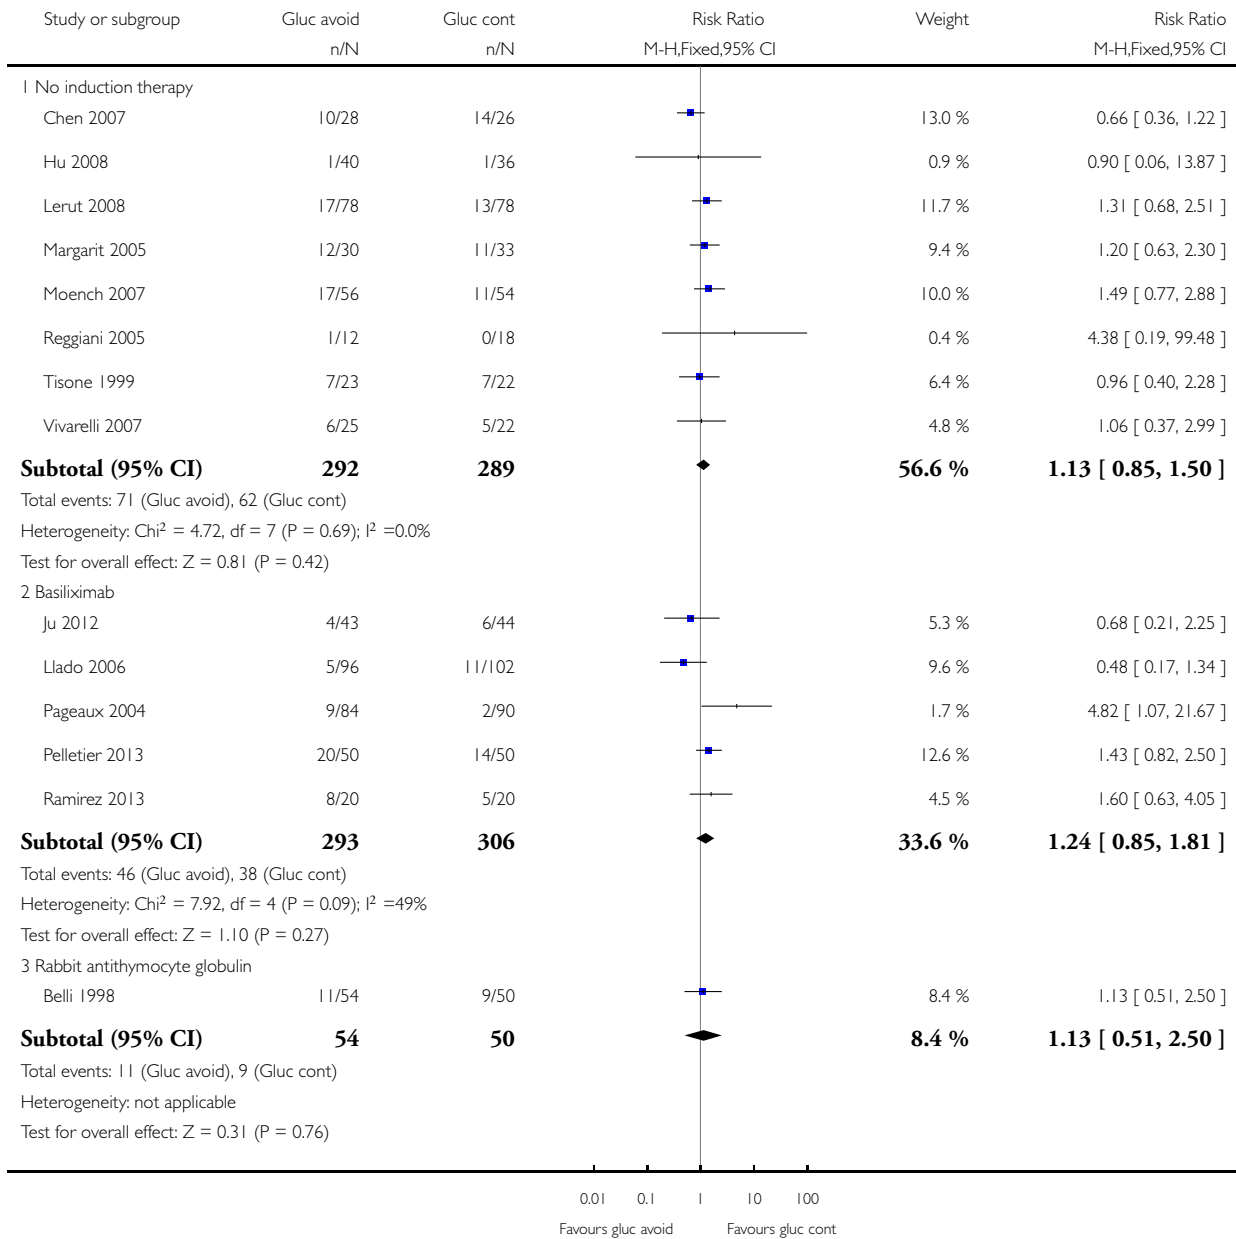 Study or subgroup Gluc avoid Gluc cont Risk Ratio Weight Risk Ratio
n/N n/N M-H,Fixed,95% CI M-H,Fixed,95% CI
1 No induction therapy
Chen 2007 10/28 14/26 13.0 % 0.66 [ 0.36, 1.22 ]
Hu 2008 1/40 1/36 0.9 % 0.90 [ 0.06, 13.87 ]
Lerut 2008 17/78 13/78 11.7 % 1.31 [ 0.68, 2.51 ]
Margarit 2005 12/30 11/33 9.4 % 1.20 [ 0.63, 2.30 ]
Moench 2007 17/56 11/54 10.0 % 1.49 [ 0.77, 2.88 ]
Reggiani 2005 1/12 0/18 0.4 % 4.38 [ 0.19, 99.48 ]
Tisone 1999 7/23 7/22 6.4 % 0.96 [ 0.40, 2.28 ]
Vivarelli 2007 6/25 5/22 4.8 % 1.06 [ 0.37, 2.99 ]
Subtotal (95% CI) 292 289 56.6 % 1.13 [ 0.85, 1.50 ]
Total events: 71 (Gluc avoid), 62 (Gluc cont)
Heterogeneity: Chi² = 4.72, df = 7 (P = 0.69); I² =0.0%
Test for overall effect: Z = 0.81 (P = 0.42)
2 Basiliximab
Ju 2012 4/43 6/44 5.3 % 0.68 [ 0.21, 2.25 ]
Llado 2006 5/96 11/102 9.6 % 0.48 [ 0.17, 1.34 ]
Pageaux 2004 9/84 2/90 1.7 % 4.82 [ 1.07, 21.67 ]
Pelletier 2013 20/50 14/50 12.6 % 1.43 [ 0.82, 2.50 ]
Ramirez 2013 8/20 5/20 4.5 % 1.60 [ 0.63, 4.05 ]
Subtotal (95% CI) 293 306 33.6 % 1.24 [ 0.85, 1.81 ]
Total events: 46 (Gluc avoid), 38 (Gluc cont)
Heterogeneity: Chi² = 7.92, df = 4 (P = 0.09); I² =49%
Test for overall effect: Z = 1.10 (P = 0.27)
3 Rabbit antithymocyte globulin
Belli 1998 11/54 9/50 8.4 % 1.13 [ 0.51, 2.50 ]
Subtotal (95% CI) 54 50 8.4 % 1.13 [ 0.51, 2.50 ]
Total events: 11 (Gluc avoid), 9 (Gluc cont)
Heterogeneity: not applicable
Test for overall effect: Z = 0.31 (P = 0.76)
0.01 0.1 1 10 100
Favours gluc avoid Favours gluc cont